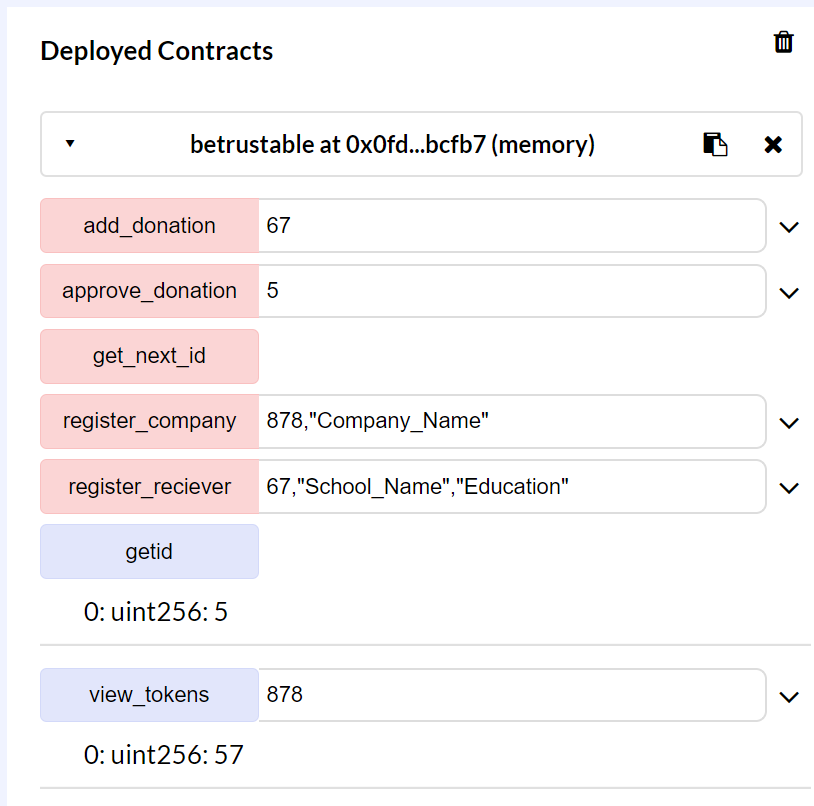 Deployed Contracts
betrustable at 0x0fd...bcfb7 (memory)
add_donation 67
approve_donation 5
get_next_id
register_company 878,"Company_Name"
register_reciever 67,"School_Name","Education"
getid
0: uint256: 5
view_tokens 878
0: uint256: 57